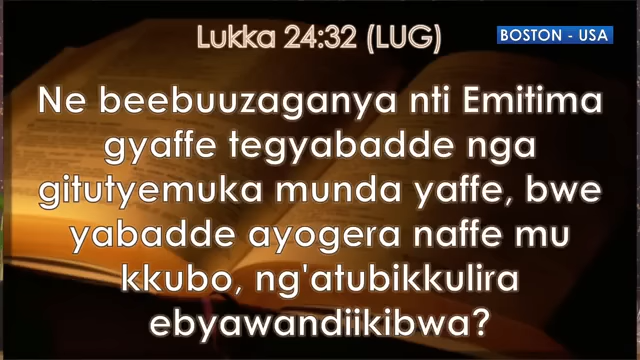 Lukka 24:32 (LUG)
BOSTON - USA
Ne beebuuzaganya nti Emitima
gyaffe tegyabadde nga
gitutyemuka munda yaffe, bwe
yabadde ayogera naffe mu
kkubo, ng'atubikkulira
ebyawandiikibwa?